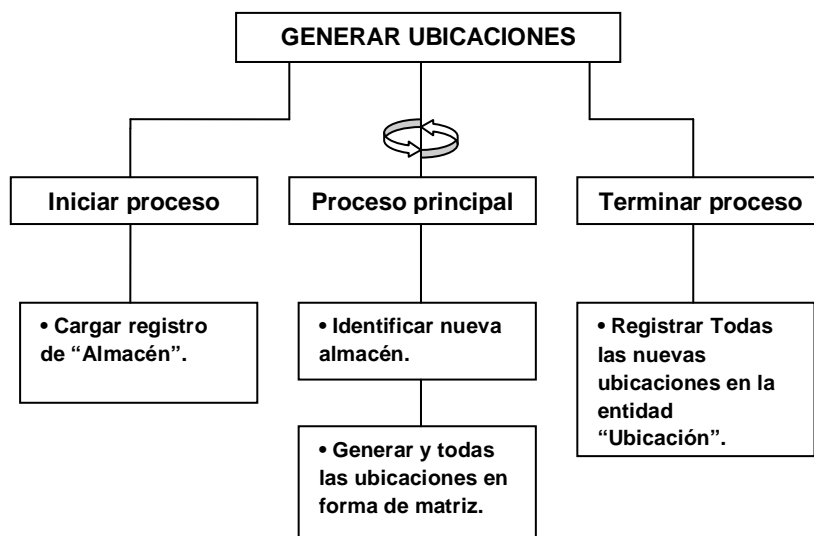 GENERAR UBICACIONES
Iniciar proceso
Proceso principal
Terminar proceso
• Cargar registro
de “Almacén”.
• Identificar nueva
almacén.
• Generar y todas
las ubicaciones en
forma de matriz.
• Registrar Todas
las nuevas
ubicaciones en la
entidad
“Ubicación”.